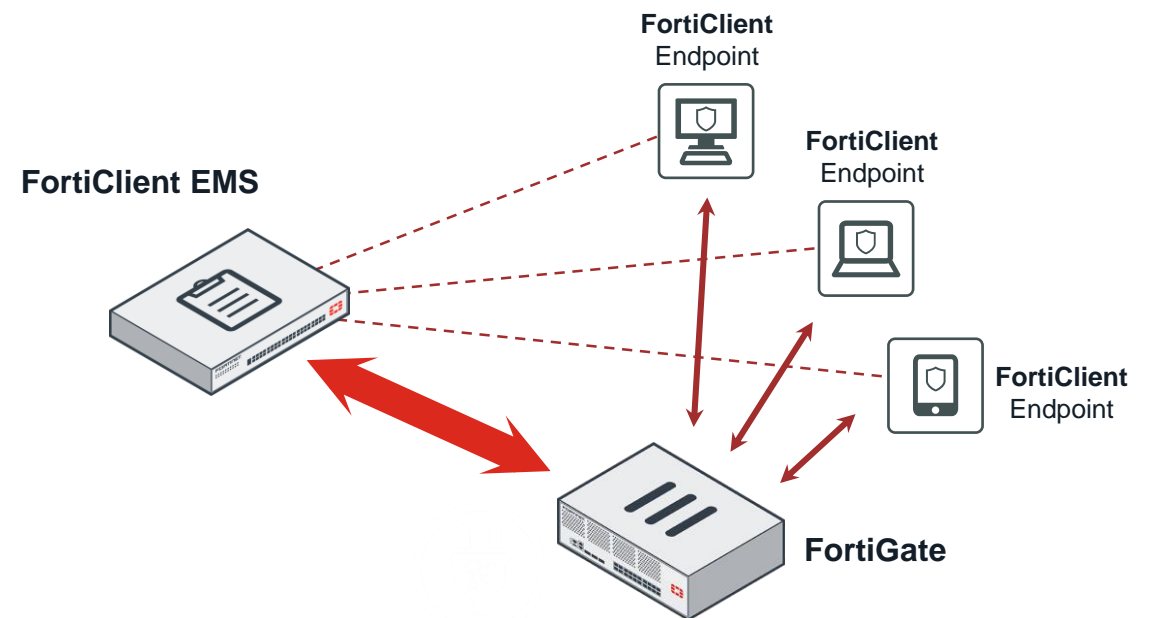 FortiClient
Endpoint
FortiClient
Endpoint
FortiClient EMS
FortiClient
Endpoint
FortiGate